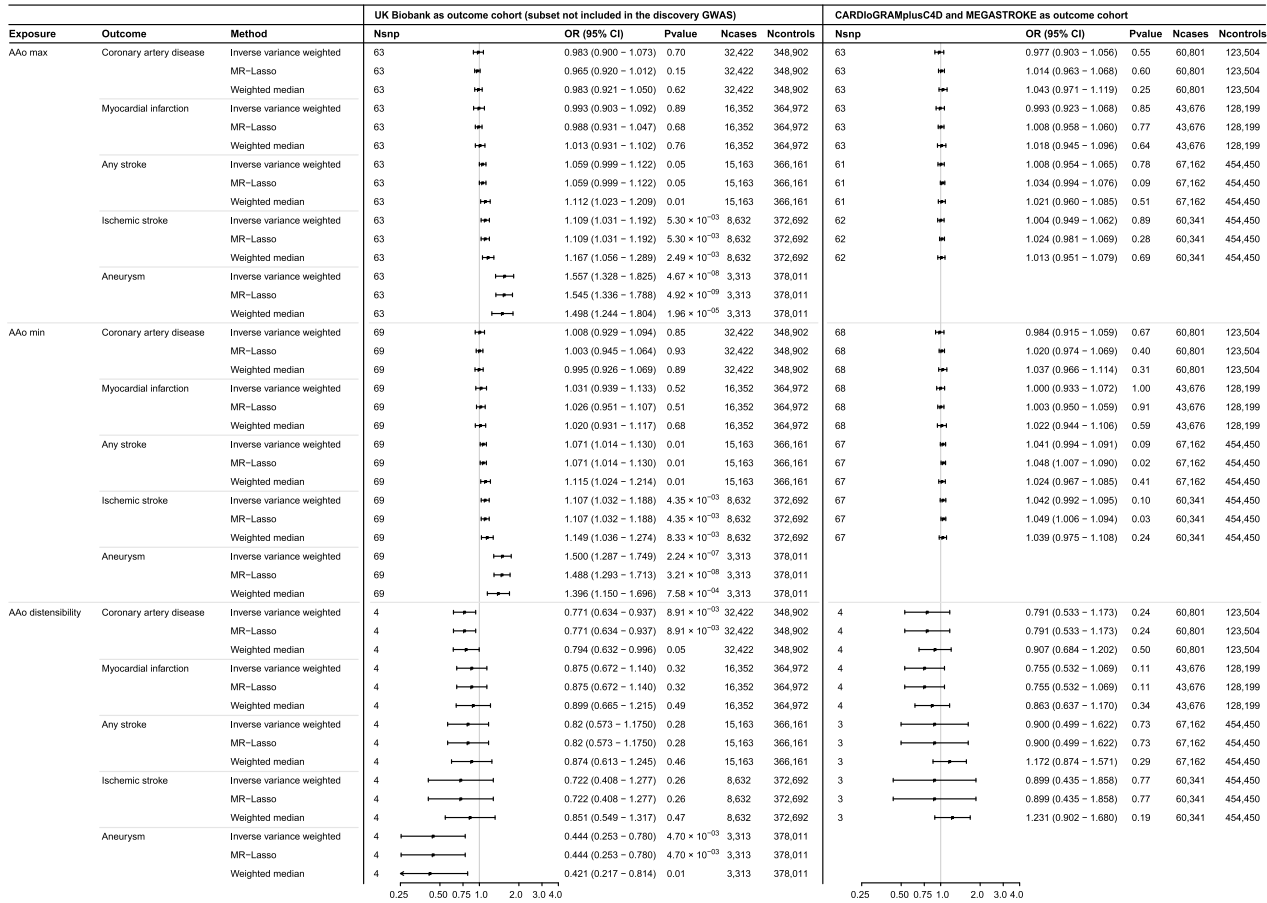 UK Biobank as outcome cohort (subset not included in the discovery GWAS) CARDIoGRAMplusC4D and MEGASTROKE as outcome cohort
Exposure Outcome Method Nsnp OR (95% CI) Pvalue Ncases Ncontrols Nsnp OR (95% CI) Pvalue Ncases Ncontrols
AAo max Coronary artery disease Inverse variance weighted 63 0.983 (0.900 − 1.073) 0.70 32,422 348,902 63 0.977 (0.903 − 1.056) 0.55 60,801 123,504
MR−Lasso 63 0.965 (0.920 − 1.012) 0.15 32,422 348,902 63 1.014 (0.963 − 1.068) 0.60 60,801 123,504
Weighted median 63 0.983 (0.921 − 1.050) 0.62 32,422 348,902 63 1.043 (0.971 − 1.119) 0.25 60,801 123,504
Myocardial infarction Inverse variance weighted 63 0.993 (0.903 − 1.092) 0.89 16,352 364,972 63 0.993 (0.923 − 1.068) 0.85 43,676 128,199
MR−Lasso 63 0.988 (0.931 − 1.047) 0.68 16,352 364,972 63 1.008 (0.958 − 1.060) 0.77 43,676 128,199
Weighted median 63 1.013 (0.931 − 1.102) 0.76 16,352 364,972 63 1.018 (0.945 − 1.096) 0.64 43,676 128,199
Any stroke Inverse variance weighted 63 1.059 (0.999 − 1.122) 0.05 15,163 366,161 61 1.008 (0.954 − 1.065) 0.78 67,162 454,450
MR−Lasso 63 1.059 (0.999 − 1.122) 0.05 15,163 366,161 61 1.034 (0.994 − 1.076) 0.09 67,162 454,450
Weighted median 63 1.112 (1.023 − 1.209) 0.01 15,163 366,161 61 1.021 (0.960 − 1.085) 0.51 67,162 454,450
Ischemic stroke Inverse variance weighted 63 1.109 (1.031 − 1.192) 5.30 × 10⁻⁰³ 8,632 372,692 62 1.004 (0.949 − 1.062) 0.89 60,341 454,450
MR−Lasso 63 1.109 (1.031 − 1.192) 5.30 × 10⁻⁰³ 8,632 372,692 62 1.024 (0.981 − 1.069) 0.28 60,341 454,450
Weighted median 63 1.167 (1.056 − 1.289) 2.49 × 10⁻⁰³ 8,632 372,692 62 1.013 (0.951 − 1.079) 0.69 60,341 454,450
Aneurysm Inverse variance weighted 63 1.557 (1.328 − 1.825) 4.67 × 10⁻⁰⁸ 3,313 378,011
MR−Lasso 63 1.545 (1.336 − 1.788) 4.92 × 10⁻⁰⁹ 3,313 378,011
Weighted median 63 1.498 (1.244 − 1.804) 1.96 × 10⁻⁰⁵ 3,313 378,011
AAo min Coronary artery disease Inverse variance weighted 69 1.008 (0.929 − 1.094) 0.85 32,422 348,902 68 0.984 (0.915 − 1.059) 0.67 60,801 123,504
MR−Lasso 69 1.003 (0.945 − 1.064) 0.93 32,422 348,902 68 1.020 (0.974 − 1.069) 0.40 60,801 123,504
Weighted median 69 0.995 (0.926 − 1.069) 0.89 32,422 348,902 68 1.037 (0.966 − 1.114) 0.31 60,801 123,504
Myocardial infarction Inverse variance weighted 69 1.031 (0.939 − 1.133) 0.52 16,352 364,972 68 1.000 (0.933 − 1.072) 1.00 43,676 128,199
MR−Lasso 69 1.026 (0.951 − 1.107) 0.51 16,352 364,972 68 1.003 (0.950 − 1.059) 0.91 43,676 128,199
Weighted median 69 1.020 (0.931 − 1.117) 0.68 16,352 364,972 68 1.022 (0.944 − 1.106) 0.59 43,676 128,199
Any stroke Inverse variance weighted 69 1.071 (1.014 − 1.130) 0.01 15,163 366,161 67 1.041 (0.994 − 1.091) 0.09 67,162 454,450
MR−Lasso 69 1.071 (1.014 − 1.130) 0.01 15,163 366,161 67 1.048 (1.007 − 1.090) 0.02 67,162 454,450
Weighted median 69 1.115 (1.024 − 1.214) 0.01 15,163 366,161 67 1.024 (0.967 − 1.085) 0.41 67,162 454,450
Ischemic stroke Inverse variance weighted 69 1.107 (1.032 − 1.188) 4.35 × 10⁻⁰³ 8,632 372,692 67 1.042 (0.992 − 1.095) 0.10 60,341 454,450
MR−Lasso 69 1.107 (1.032 − 1.188) 4.35 × 10⁻⁰³ 8,632 372,692 67 1.049 (1.006 − 1.094) 0.03 60,341 454,450
Weighted median 69 1.149 (1.036 − 1.274) 8.33 × 10⁻⁰³ 8,632 372,692 67 1.039 (0.975 − 1.108) 0.24 60,341 454,450
Aneurysm Inverse variance weighted 69 1.500 (1.287 − 1.749) 2.24 × 10⁻⁰⁷ 3,313 378,011
MR−Lasso 69 1.488 (1.293 − 1.713) 3.21 × 10⁻⁰⁸ 3,313 378,011
Weighted median 69 1.396 (1.150 − 1.696) 7.58 × 10⁻⁰⁴ 3,313 378,011
AAo distensibility Coronary artery disease Inverse variance weighted 4 0.771 (0.634 − 0.937) 8.91 × 10⁻⁰³ 32,422 348,902 4 0.791 (0.533 − 1.173) 0.24 60,801 123,504
MR−Lasso 4 0.771 (0.634 − 0.937) 8.91 × 10⁻⁰³ 32,422 348,902 4 0.791 (0.533 − 1.173) 0.24 60,801 123,504
Weighted median 4 0.794 (0.632 − 0.996) 0.05 32,422 348,902 4 0.907 (0.684 − 1.202) 0.50 60,801 123,504
Myocardial infarction Inverse variance weighted 4 0.875 (0.672 − 1.140) 0.32 16,352 364,972 4 0.755 (0.532 − 1.069) 0.11 43,676 128,199
MR−Lasso 4 0.875 (0.672 − 1.140) 0.32 16,352 364,972 4 0.755 (0.532 − 1.069) 0.11 43,676 128,199
Weighted median 4 0.899 (0.665 − 1.215) 0.49 16,352 364,972 4 0.863 (0.637 − 1.170) 0.34 43,676 128,199
Any stroke Inverse variance weighted 4 0.82 (0.573 − 1.1750) 0.28 15,163 366,161 3 0.900 (0.499 − 1.622) 0.73 67,162 454,450
MR−Lasso 4 0.82 (0.573 − 1.1750) 0.28 15,163 366,161 3 0.900 (0.499 − 1.622) 0.73 67,162 454,450
Weighted median 4 0.874 (0.613 − 1.245) 0.46 15,163 366,161 3 1.172 (0.874 − 1.571) 0.29 67,162 454,450
Ischemic stroke Inverse variance weighted 4 0.722 (0.408 − 1.277) 0.26 8,632 372,692 3 0.899 (0.435 − 1.858) 0.77 60,341 454,450
MR−Lasso 4 0.722 (0.408 − 1.277) 0.26 8,632 372,692 3 0.899 (0.435 − 1.858) 0.77 60,341 454,450
Weighted median 4 0.851 (0.549 − 1.317) 0.47 8,632 372,692 3 1.231 (0.902 − 1.680) 0.19 60,341 454,450
Aneurysm Inverse variance weighted 4 0.444 (0.253 − 0.780) 4.70 × 10⁻⁰³ 3,313 378,011
MR−Lasso 4 0.444 (0.253 − 0.780) 4.70 × 10⁻⁰³ 3,313 378,011
Weighted median 4 0.421 (0.217 − 0.814) 0.01 3,313 378,011
0.25 0.50 0.75 1.0 2.0 3.0 4.0 0.25 0.50 0.75 1.0 2.0 3.0 4.0